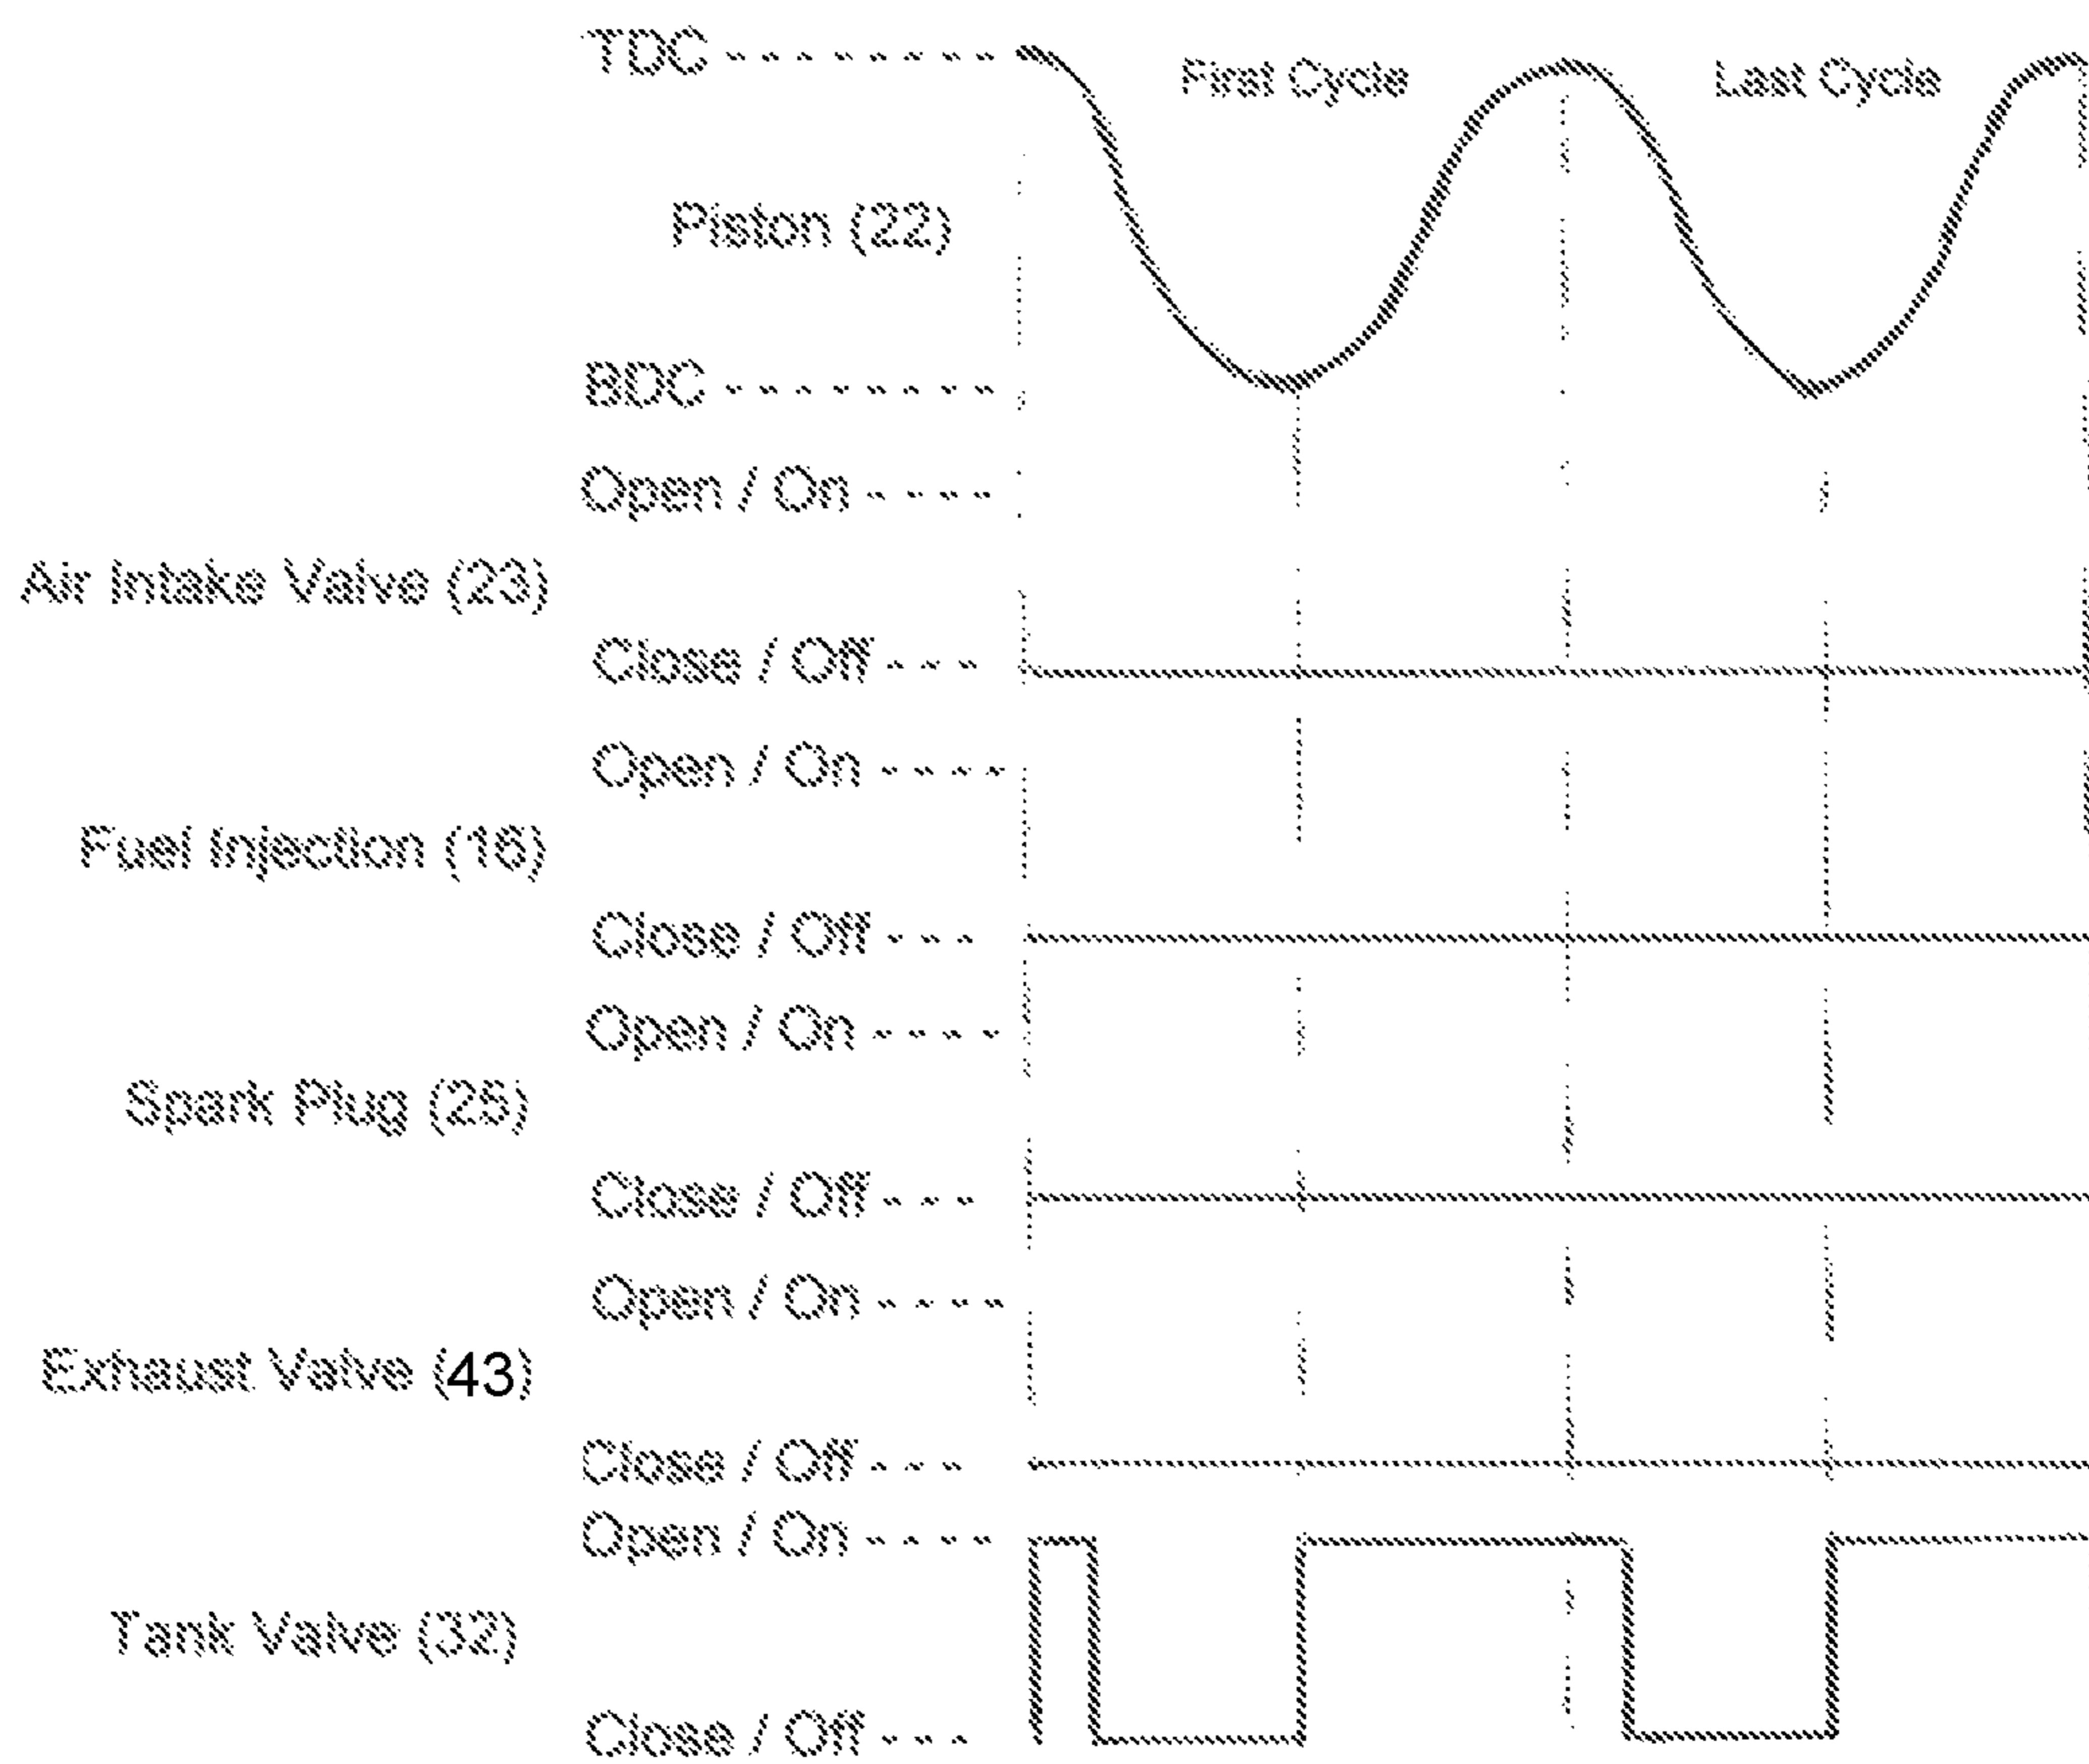 TDC
First Cycle
Last Cycle
Piston (22)
BDC
Open / On
Air Intake Valve (23)
Close / Off
Open / On
Fuel Injection (16)
Close / Off
Open / On
Spark Plug (25)
Close / Off
Open / On
Exhaust Valve (43)
Close / Off
Open / On
Tank Valve (32)
Close / Off